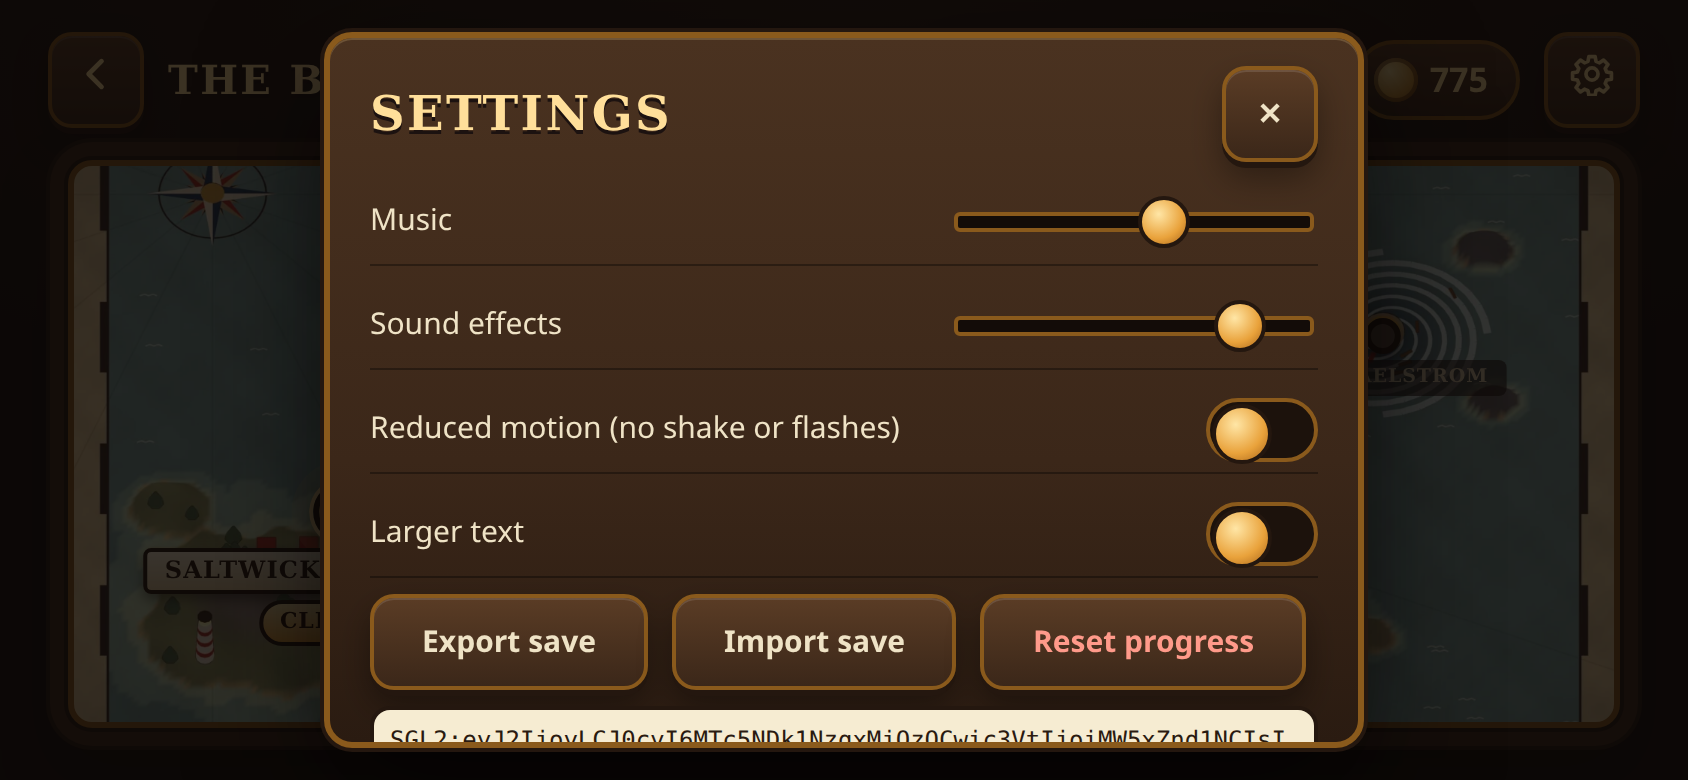 THE B
775
SETTINGS
×
Music
Sound effects
Reduced motion (no shake or flashes)
Larger text
ELSTROM
SALTWICK
Export save
Import save
Reset progress